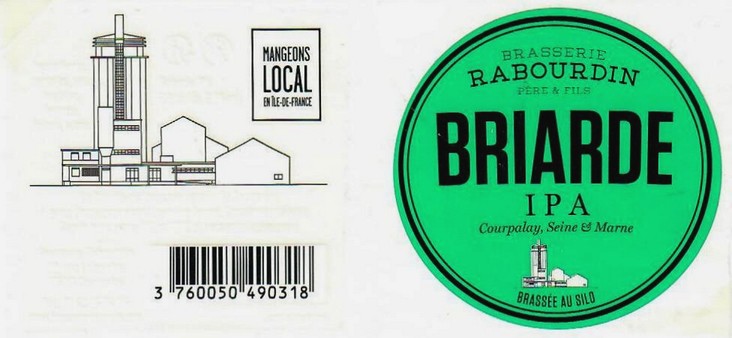 MANGEONS
LOCAL
EN ÎLE-DE-FRANCE
3 760050 490318
BRASSERIE
RABOURDIN
PÈRE & FILS
BRIARDE
IPA
Courpalay, Seine & Marne
BRASSÉE AU SILO